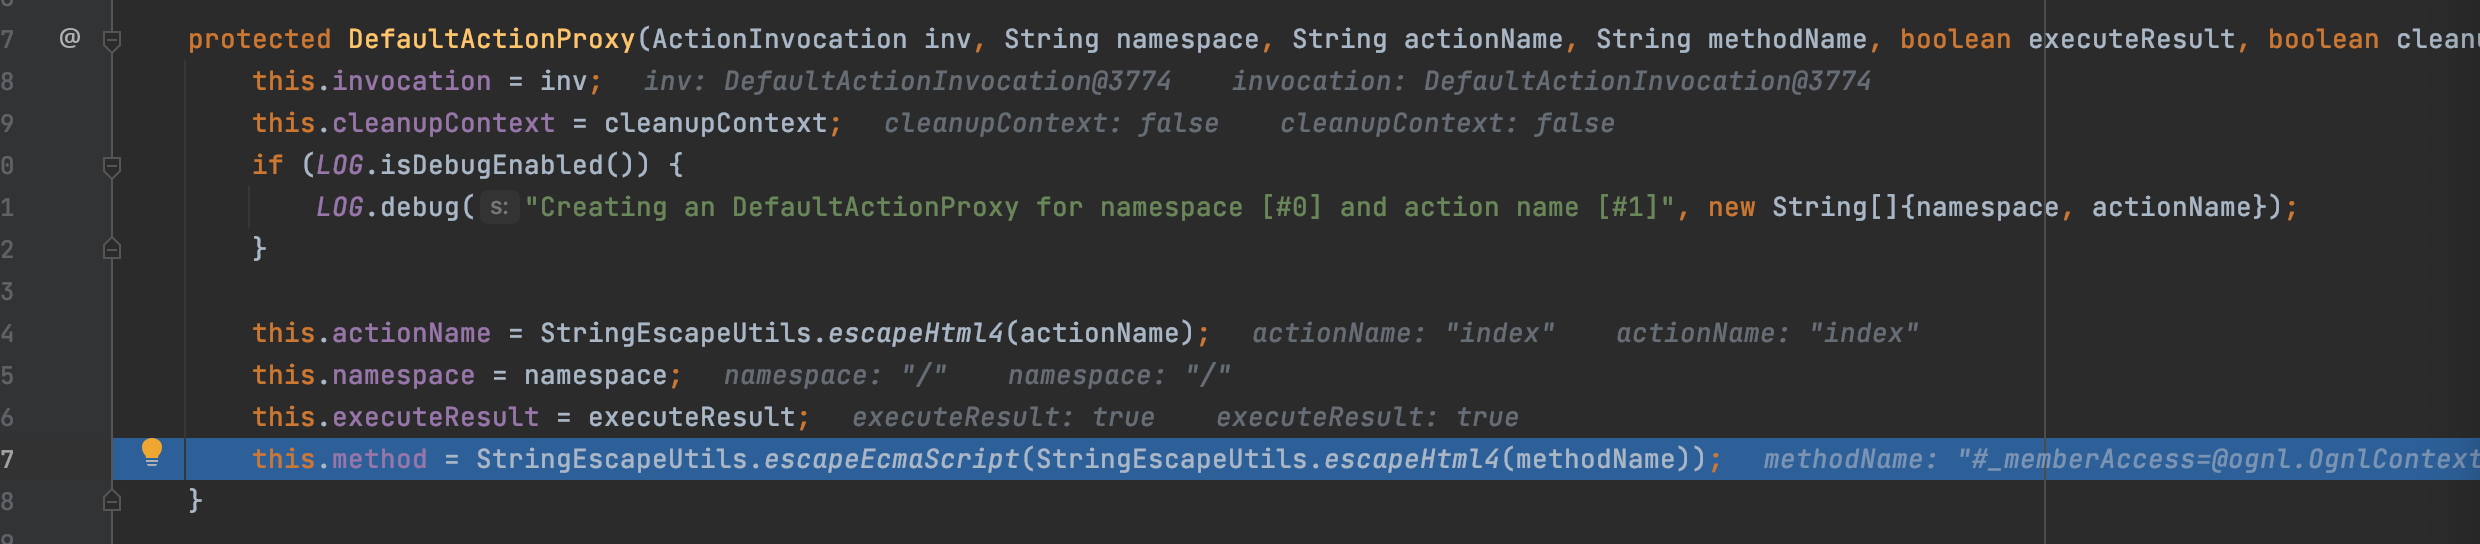 7 @ protected DefaultActionProxy(ActionInvocation inv, String namespace, String actionName, String methodName, boolean executeResult, boolean
8 this.invocation = inv; inv: DefaultActionInvocation@3774 invocation: DefaultActionInvocation@3774
9 this.cleanupContext = cleanupContext; cleanupContext: false cleanupContext: false
0 if (LOG.isDebugEnabled()) {
1 LOG.debug( s: "Creating an DefaultActionProxy for namespace [#0] and action name [#1]", new String[]{namespace, actionName});
2 }
3
4 this.actionName = StringEscapeUtils.escapeHtml4(actionName); actionName: "index" actionName: "index"
5 this.namespace = namespace; namespace: "/" namespace: "/"
6 this.executeResult = executeResult; executeResult: true executeResult: true
7 this.method = StringEscapeUtils.escapeEcmaScript(StringEscapeUtils.escapeHtml4(methodName)); methodName: "#_memberAccess=@ognl.OgnlContext
8 }